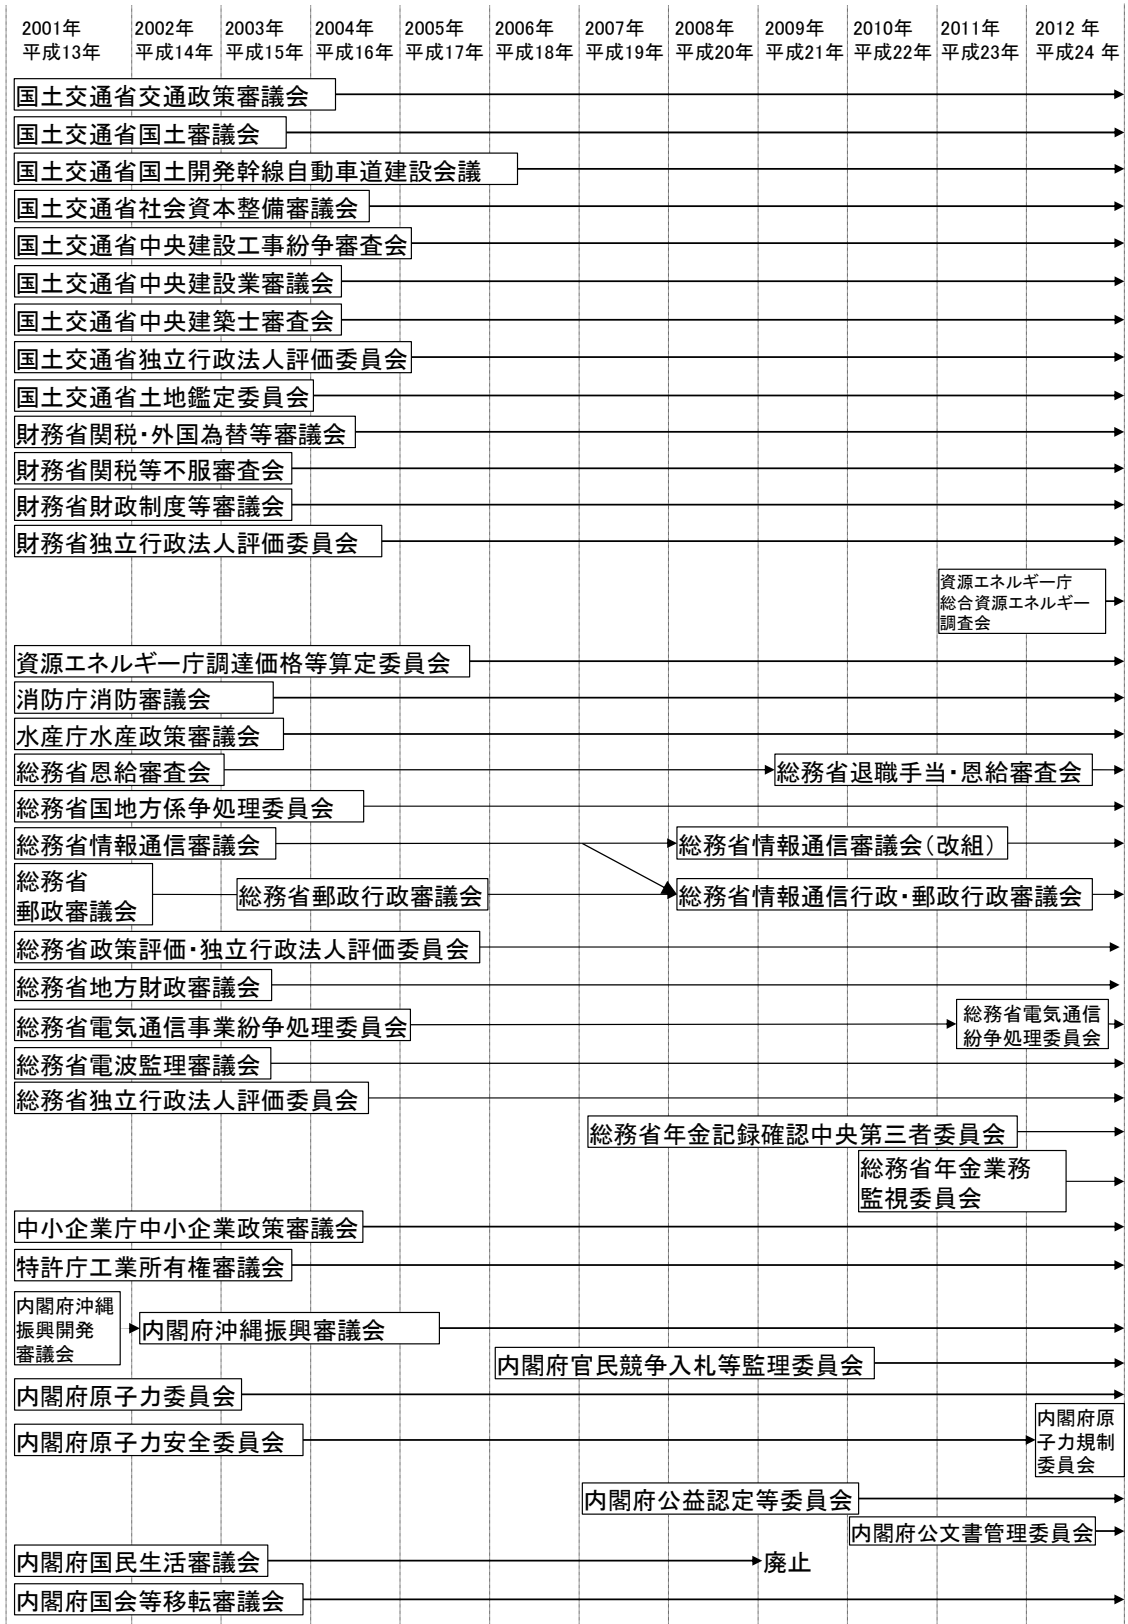 2001年 2002年 2003年 2004年 2005年 2006年 2007年 2008年 2009年 2010年 2011年 2012 年
平成13年 平成14年 平成15年 平成16年 平成17年 平成18年 平成19年 平成20年 平成21年 平成22年 平成23年 平成24 年
国土交通省交通政策審議会
国土交通省国土審議会
国土交通省国土開発幹線自動車道建設会議
国土交通省社会資本整備審議会
国土交通省中央建設工事紛争審査会
国土交通省中央建設業審議会
国土交通省中央建築士審査会
国土交通省独立行政法人評価委員会
国土交通省土地鑑定委員会
財務省関税・外国為替等審議会
財務省関税等不服審査会
財務省財政制度等審議会
財務省独立行政法人評価委員会
資源エネルギー庁
総合資源エネルギー
調査会
資源エネルギー庁調達価格等算定委員会
消防庁消防審議会
水産庁水産政策審議会
総務省恩給審査会 総務省退職手当・恩給審査会
総務省国地方係争処理委員会
総務省情報通信審議会 総務省情報通信審議会(改組)
総務省
郵政審議会
総務省郵政行政審議会 総務省情報通信行政・郵政行政審議会
総務省政策評価・独立行政法人評価委員会
総務省地方財政審議会
総務省電気通信事業紛争処理委員会
総務省電気通信
紛争処理委員会
総務省電波監理審議会
総務省独立行政法人評価委員会
総務省年金記録確認中央第三者委員会
総務省年金業務
監視委員会
中小企業庁中小企業政策審議会
特許庁工業所有権審議会
内閣府沖縄
振興開発
審議会
内閣府沖縄振興審議会
内閣府官民競争入札等監理委員会
内閣府原子力委員会
内閣府原子力安全委員会
内閣府原
子力規制
委員会
内閣府公益認定等委員会
内閣府公文書管理委員会
内閣府国民生活審議会 廃止
内閣府国会等移転審議会